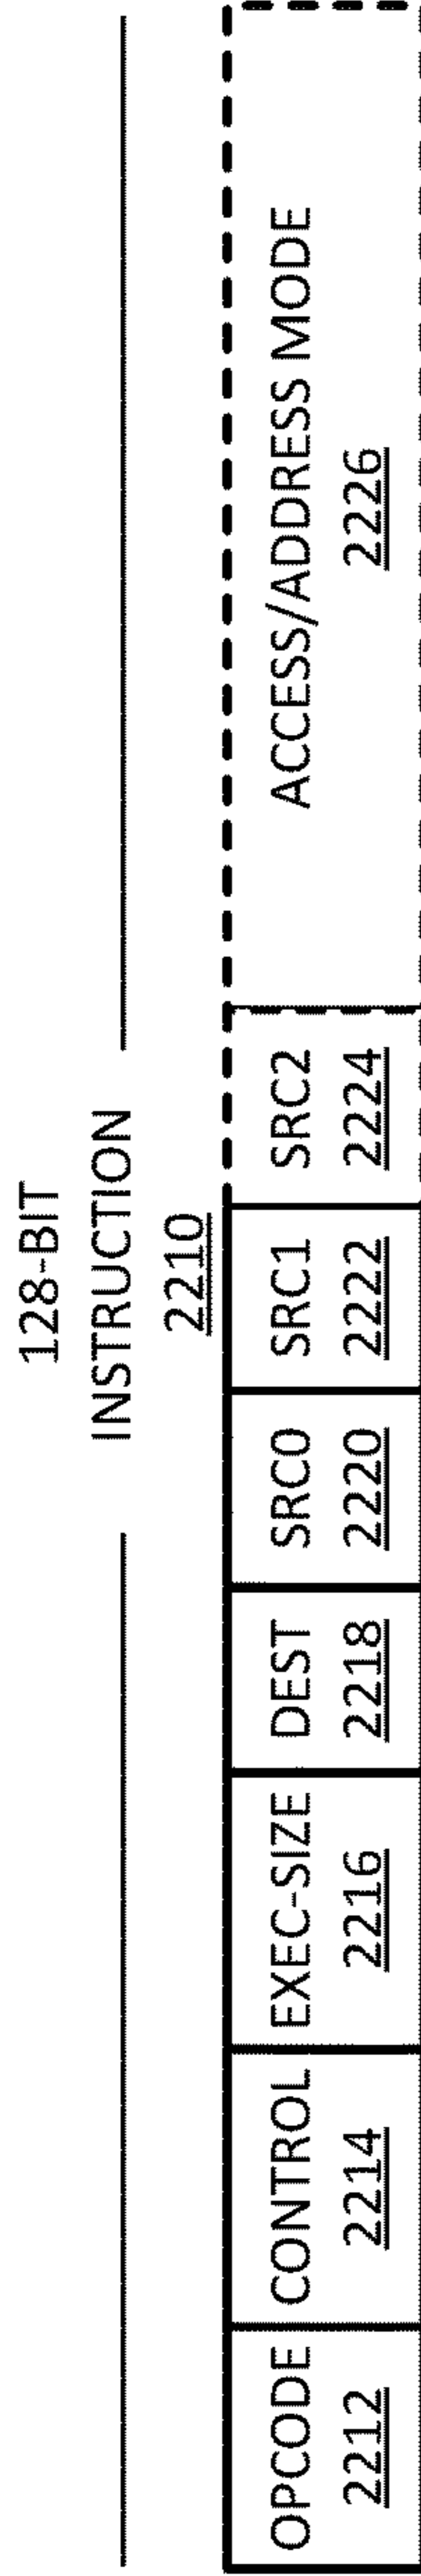 128-BIT
INSTRUCTION
2210
OPCODE
2212
CONTROL
2214
EXEC-SIZE
2216
DEST
2218
SRC0
2220
SRC1
2222
SRC2
2224
ACCESS/ADDRESS MODE
2226